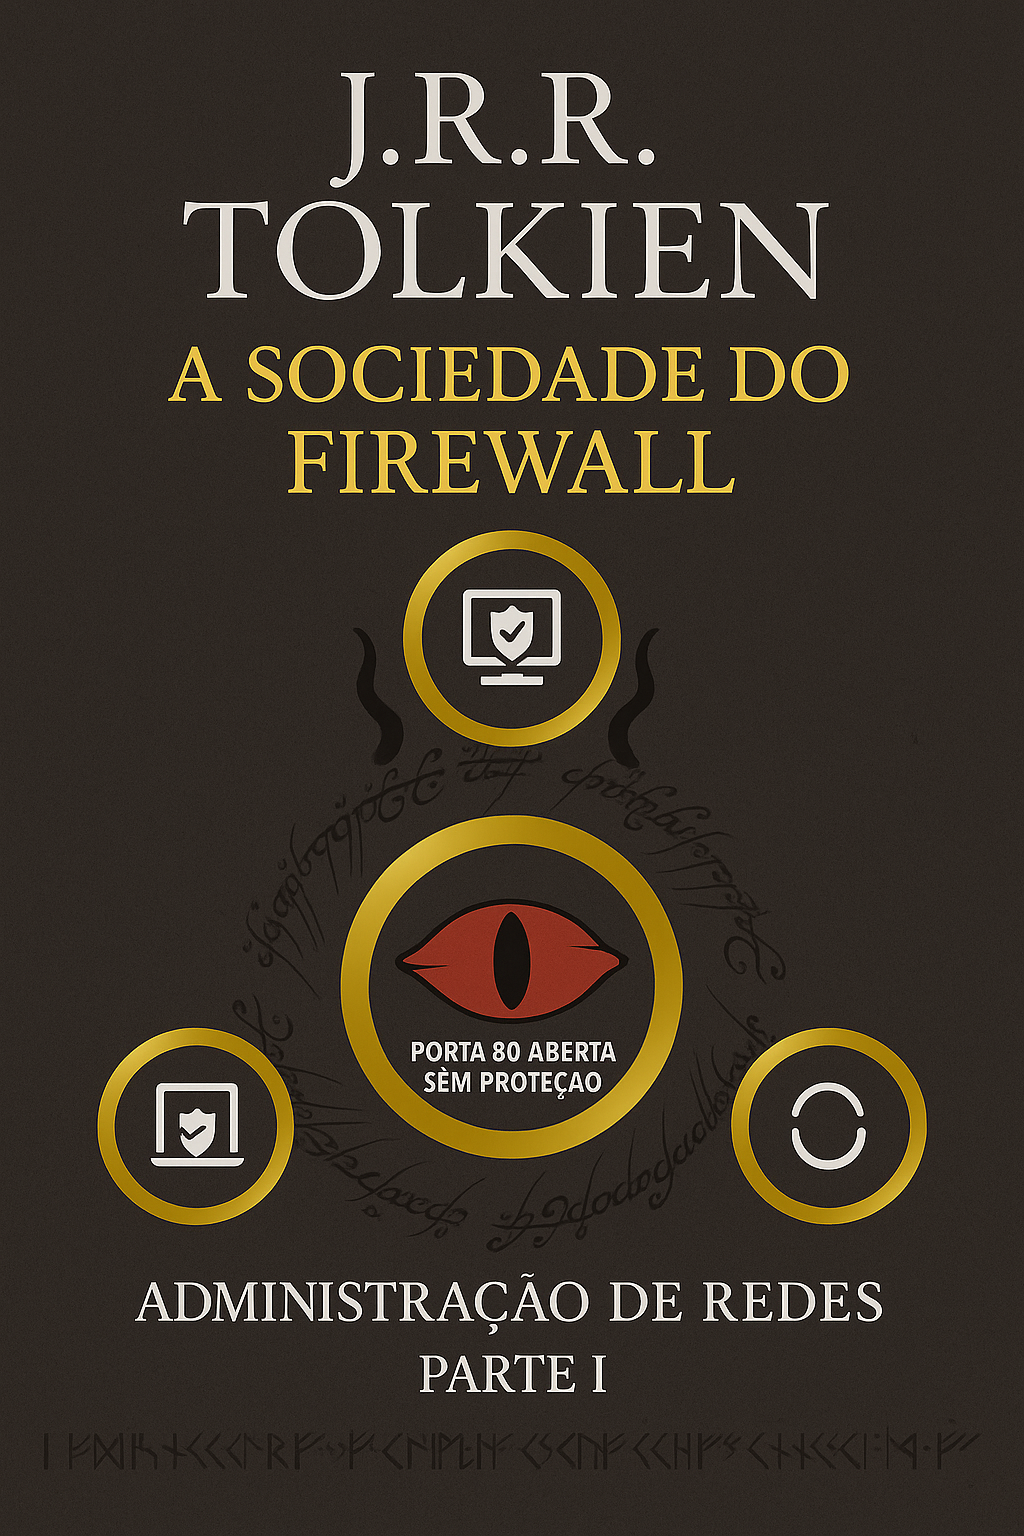 J.R.R.
TOLKIEN
A SOCIEDADE DO
FIREWALL
PORTA 80 ABERTA
SÈM PROTEÇAO
ADMINISTRAÇÃO DE REDES
PARTE I